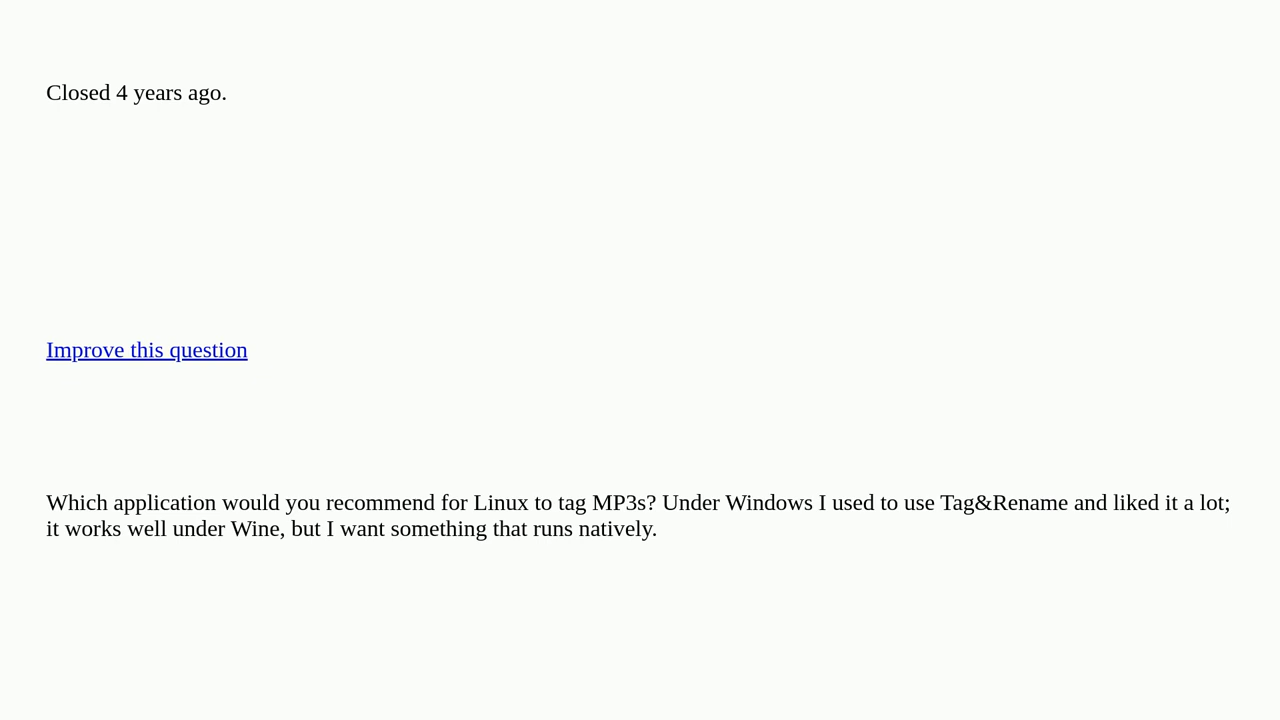 Closed 4 years ago.
Improve this question
Which application would you recommend for Linux to tag MP3s? Under Windows I used to use Tag&Rename and liked it a lot;
it works well under Wine, but I want something that runs natively.